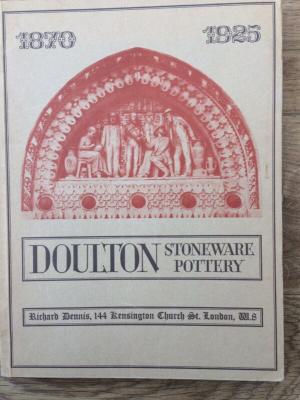 1870 1925
DOULTON STONEWARE
POTTERY
Richard Dennis, 144 Kensington Church St. London, W.8